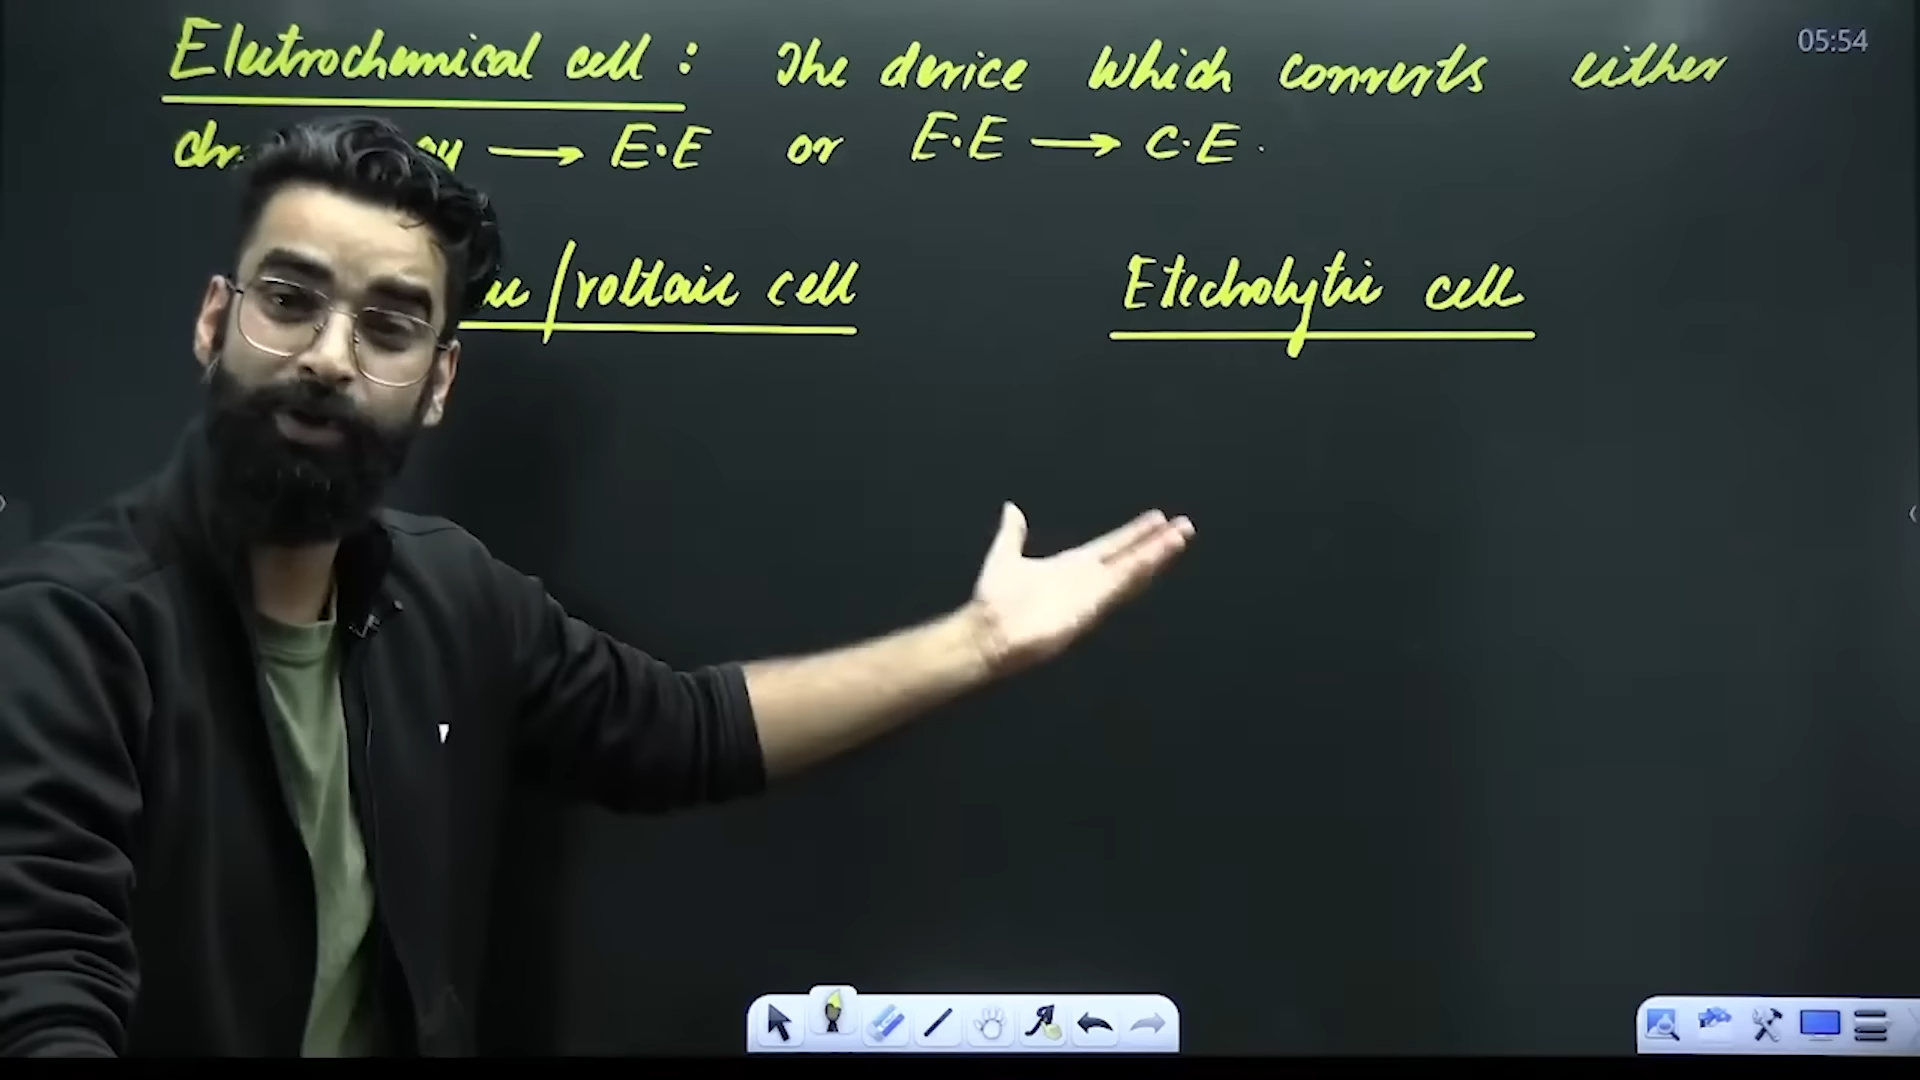 Electrochemical cell : The device which converts either
→ E.E or E.E → C.E.
/voltaic cell Electrolytic cell
05:54